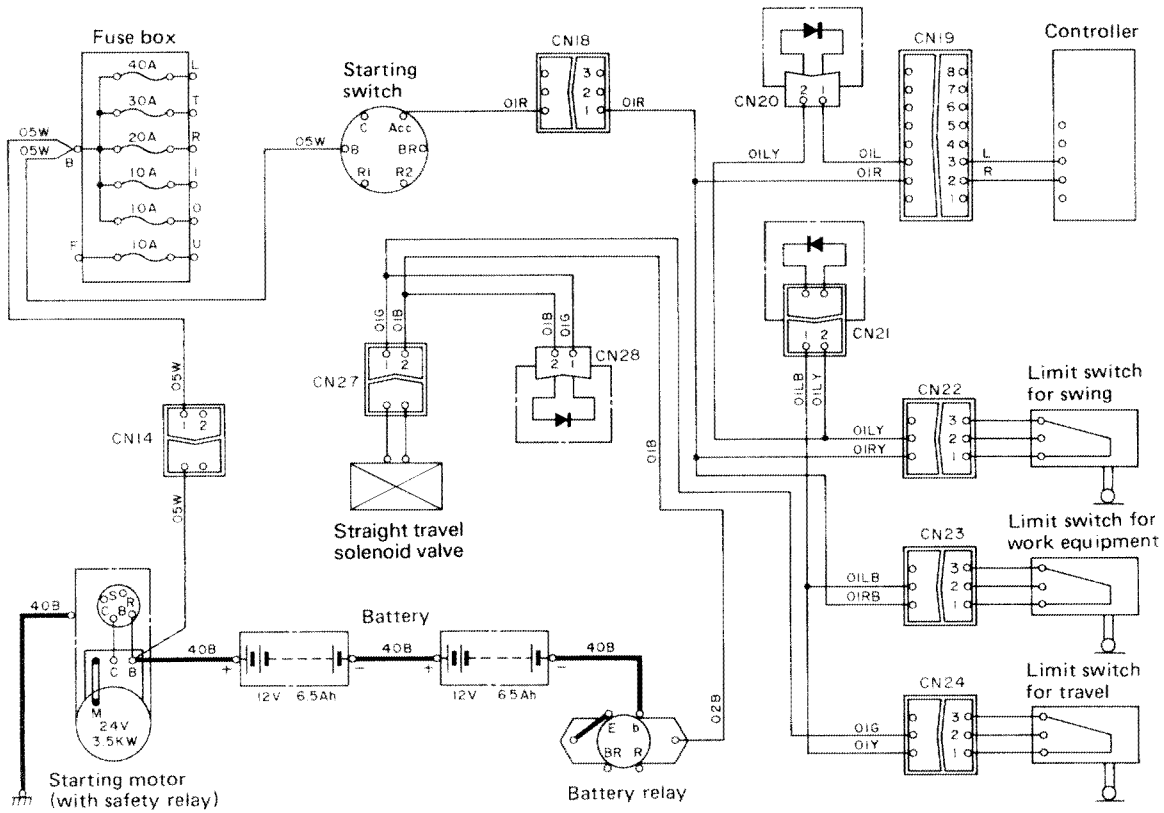 Fuse box
40A L
30A T
20A R
10A I
10A O
10A U
B
F
05W
05W
Starting
switch
C Acc
B BR
R1 R2
05W
01R
CN18
3
2
1
01R
CN20
2 1
01LY
01L
01R
CN19
8
7
6
5
4
3
2
1
L
R
Controller
CN21
1 2
01LB
01LY
01G
01B
1 2
CN27
01B
01G
2 1
CN28
Straight travel
solenoid valve
01B
05W
1 2
CN14
05W
CN22
3
2
1
01LY
01RY
Limit switch
for swing
CN23
3
2
1
01LB
01RB
Limit switch for
work equipment
CN24
3
2
1
01G
01Y
Limit switch
for travel
40B
S
C B R
C B
M
24V
3.5KW
Starting motor
(with safety relay)
Battery
40B
+ −
12V 6.5Ah
40B
+ −
12V 6.5Ah
40B
02B
E b
BR R
Battery relay